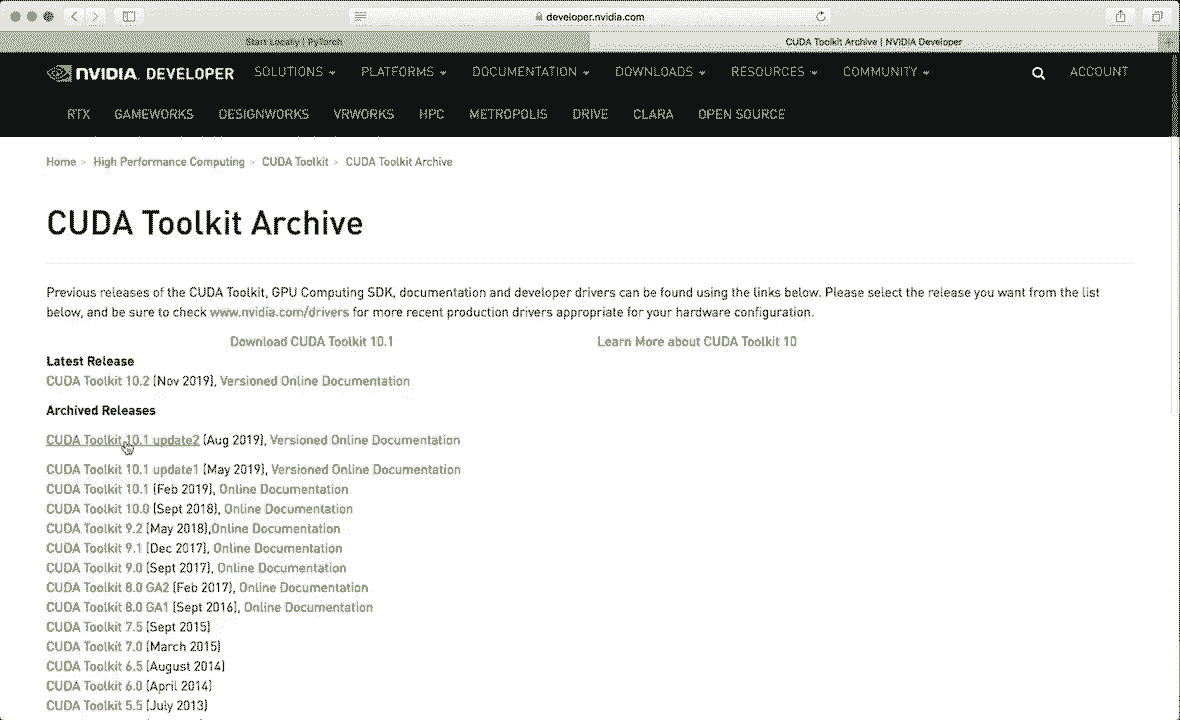 developer.nvidia.com
Start Locally | PyTorch
CUDA Toolkit Archive | NVIDIA Developer
NVIDIA. DEVELOPER SOLUTIONS PLATFORMS DOCUMENTATION DOWNLOADS RESOURCES COMMUNITY ACCOUNT
RTX GAMEWORKS DESIGNWORKS VRWORKS HPC METROPOLIS DRIVE CLARA OPEN SOURCE
Home > High Performance Computing > CUDA Toolkit > CUDA Toolkit Archive
CUDA Toolkit Archive
Previous releases of the CUDA Toolkit, GPU Computing SDK, documentation and developer drivers can be found using the links below. Please select the release you want from the list
below, and be sure to check www.nvidia.com/drivers for more recent production drivers appropriate for your hardware configuration.
Download CUDA Toolkit 10.1 Learn More about CUDA Toolkit 10
Latest Release
CUDA Toolkit 10.2 (Nov 2019), Versioned Online Documentation
Archived Releases
CUDA Toolkit 10.1 update2 (Aug 2019), Versioned Online Documentation
CUDA Toolkit 10.1 update1 (May 2019), Versioned Online Documentation
CUDA Toolkit 10.1 (Feb 2019), Online Documentation
CUDA Toolkit 10.0 (Sept 2018), Online Documentation
CUDA Toolkit 9.2 (May 2018),Online Documentation
CUDA Toolkit 9.1 (Dec 2017), Online Documentation
CUDA Toolkit 9.0 (Sept 2017), Online Documentation
CUDA Toolkit 8.0 GA2 (Feb 2017), Online Documentation
CUDA Toolkit 8.0 GA1 (Sept 2016), Online Documentation
CUDA Toolkit 7.5 (Sept 2015)
CUDA Toolkit 7.0 (March 2015)
CUDA Toolkit 6.5 (August 2014)
CUDA Toolkit 6.0 (April 2014)
CUDA Toolkit 5.5 (July 2013)